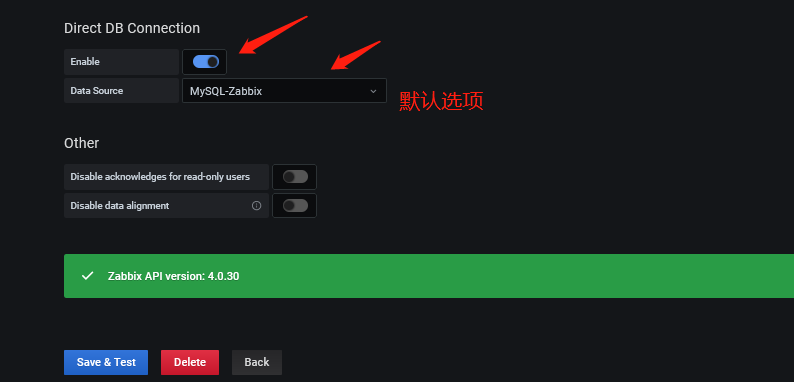 Direct DB Connection
Enable
Data Source MySQL-Zabbix
默认选项
Other
Disable acknowledges for read-only users
Disable data alignment
Zabbix API version: 4.0.30
Save & Test Delete Back